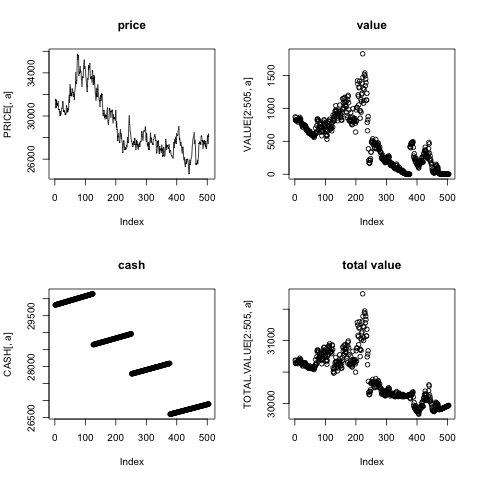 price
value
PRICE[, a]
26000 30000 34000
0 100 200 300 400 500
Index
VALUE[2:505, a]
0 500 1000 1500
0 100 200 300 400 500
Index
cash
total value
CASH[, a]
26500 28000 29500
0 100 200 300 400 500
Index
TOTAL.VALUE[2:505, a]
30000 31000
0 100 200 300 400 500
Index